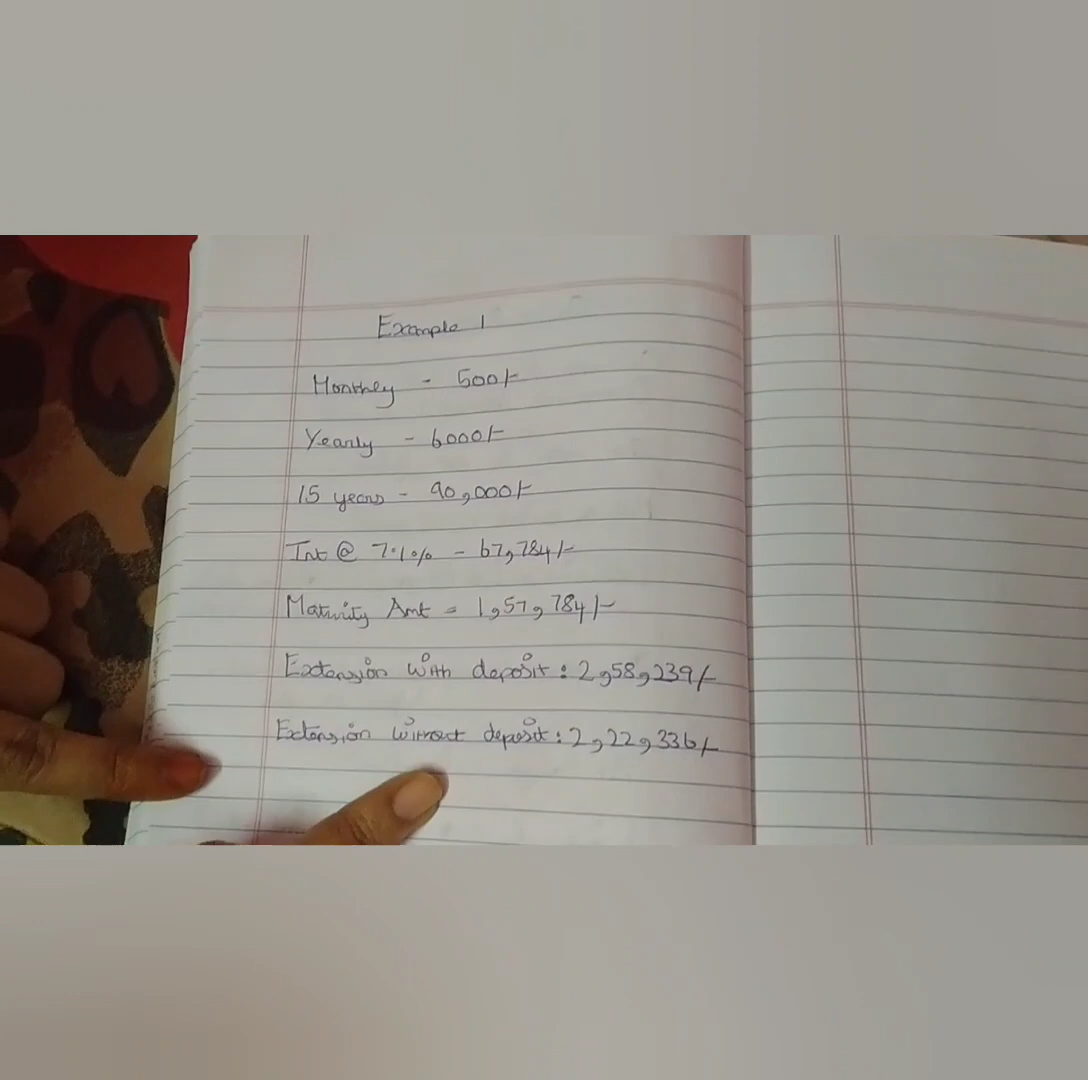 Example 1
Monthly - 500/-
Yearly - 6000/-
15 years - 90,000/-
Int @ 7.1% - 67,784/-
Maturity Amt = 1,57,784/-
Extension with deposit : 2,58,239/-
Extension without deposit : 2,22,336/-